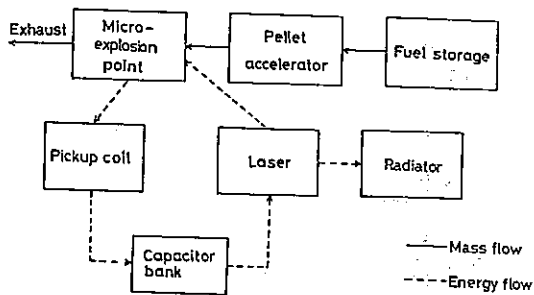 Exhaust
Micro-
explosion
point
Pellet
accelerator
Fuel storage
Pickup coil
Laser
Radiator
Capacitor
bank
Mass flow
Energy flow